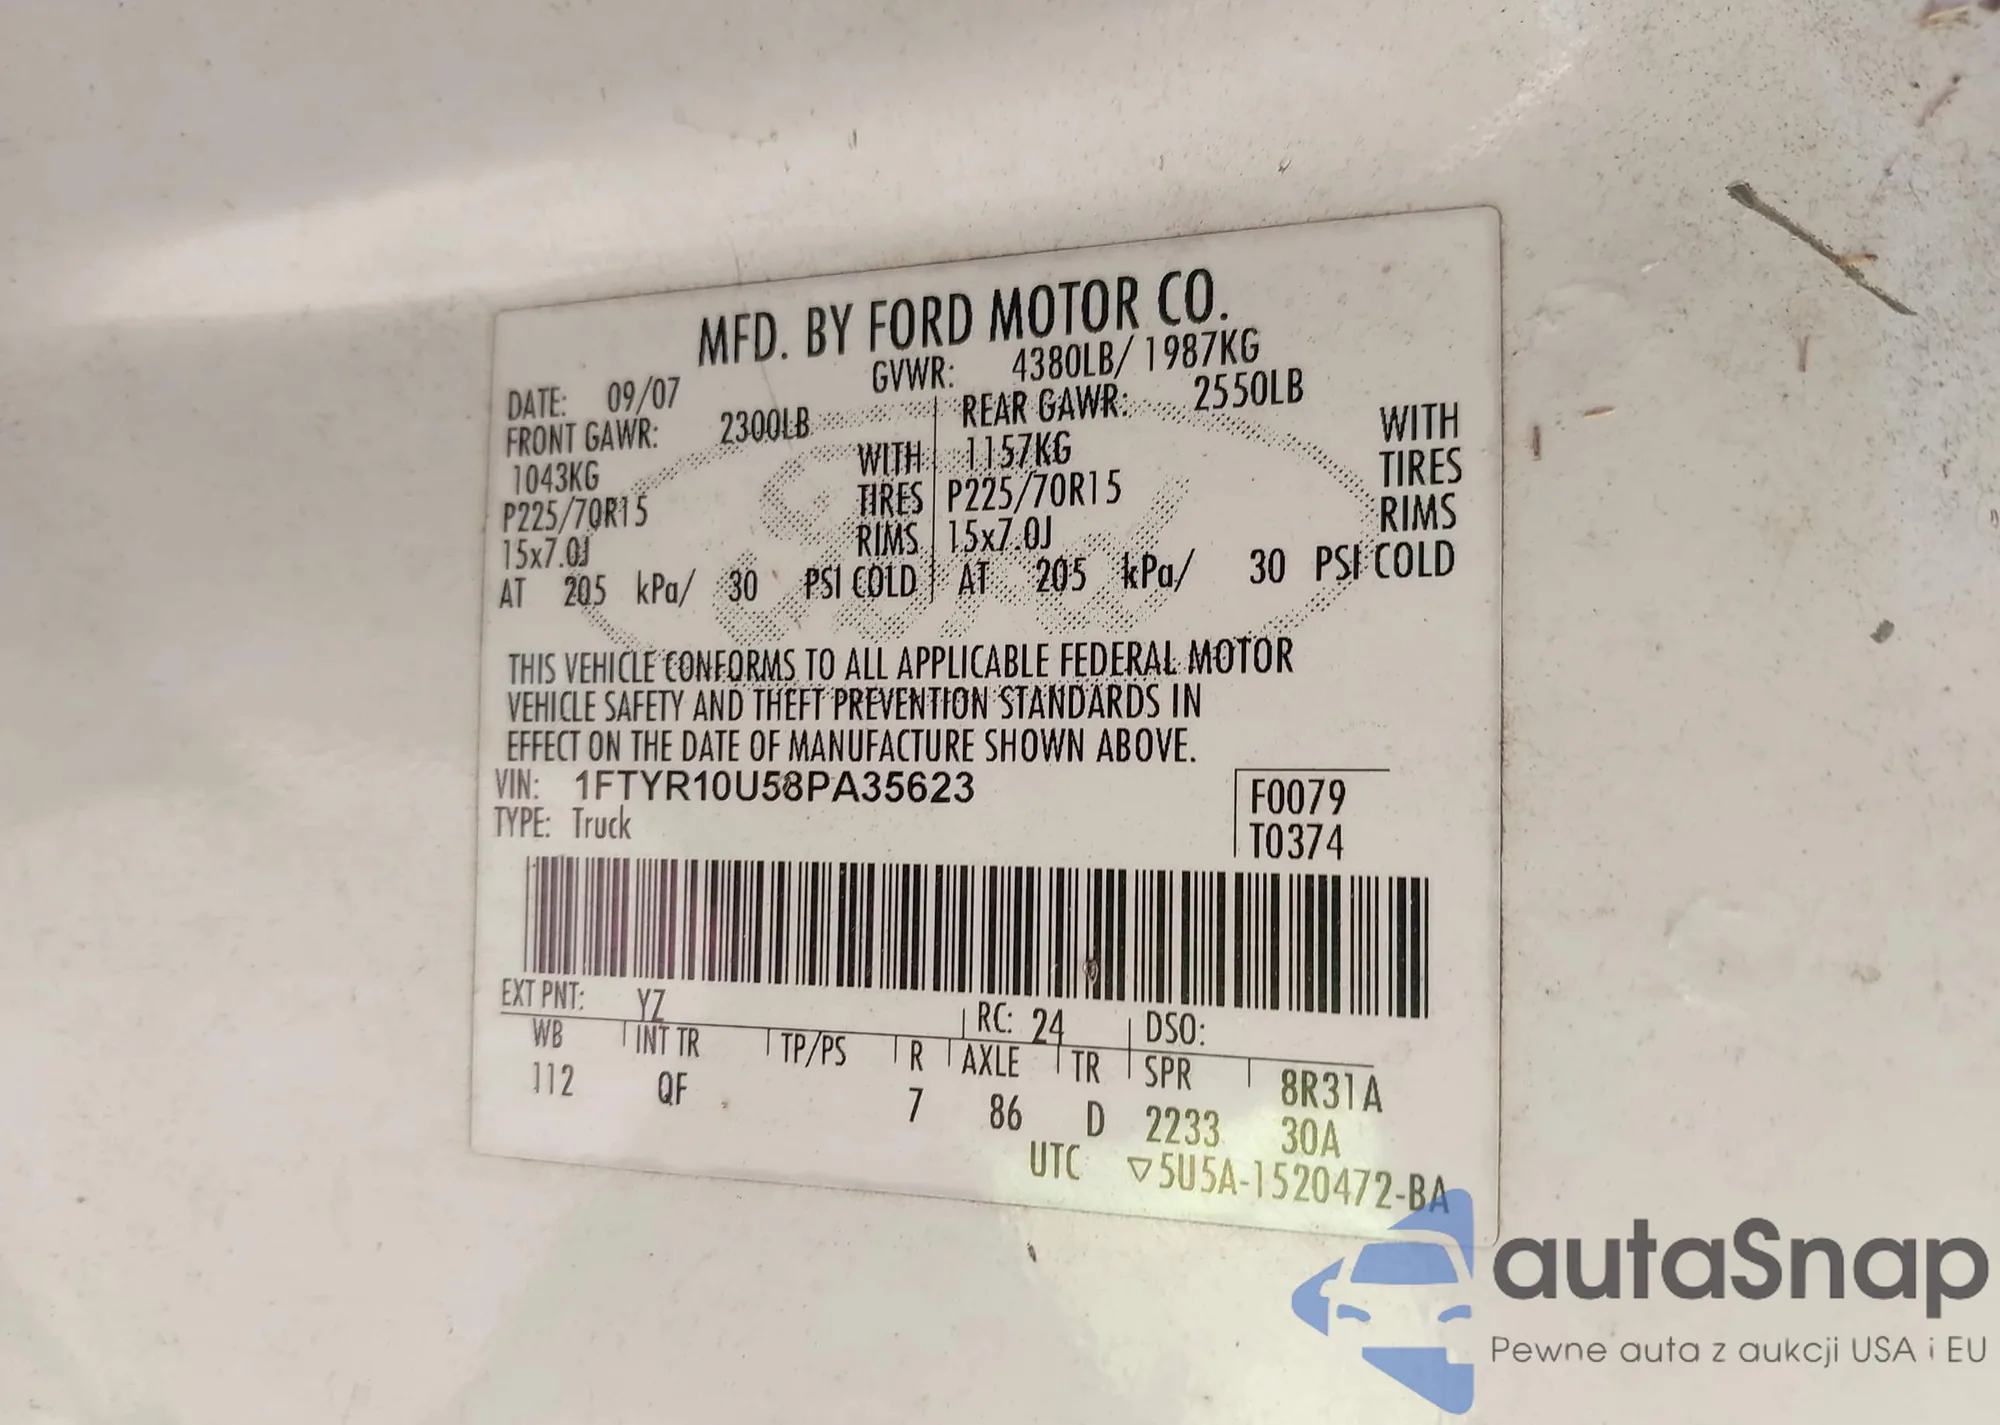 MFD. BY FORD MOTOR CO.
DATE: 09/07 GVWR: 4380LB/ 1987KG
FRONT GAWR: 2300LB REAR GAWR: 2550LB
1043KG WITH 1157KG WITH
P225/70R15 TIRES P225/70R15 TIRES
15x7.0J RIMS 15x7.0J RIMS
AT 205 kPa/ 30 PSI COLD AT 205 kPa/ 30 PSI COLD
THIS VEHICLE CONFORMS TO ALL APPLICABLE FEDERAL MOTOR
VEHICLE SAFETY AND THEFT PREVENTION STANDARDS IN
EFFECT ON THE DATE OF MANUFACTURE SHOWN ABOVE.
VIN: 1FTYR10U58PA35623 F0079
TYPE: Truck T0374
EXT PNT: YZ RC: 24 DSO:
WB INT TR TP/PS R AXLE TR SPR 8R31A
112 QF 7 86 D 2233 30A
UTC ▽5U5A-1520472-BA
autaSnap
Pewne auta z aukcji USA i EU